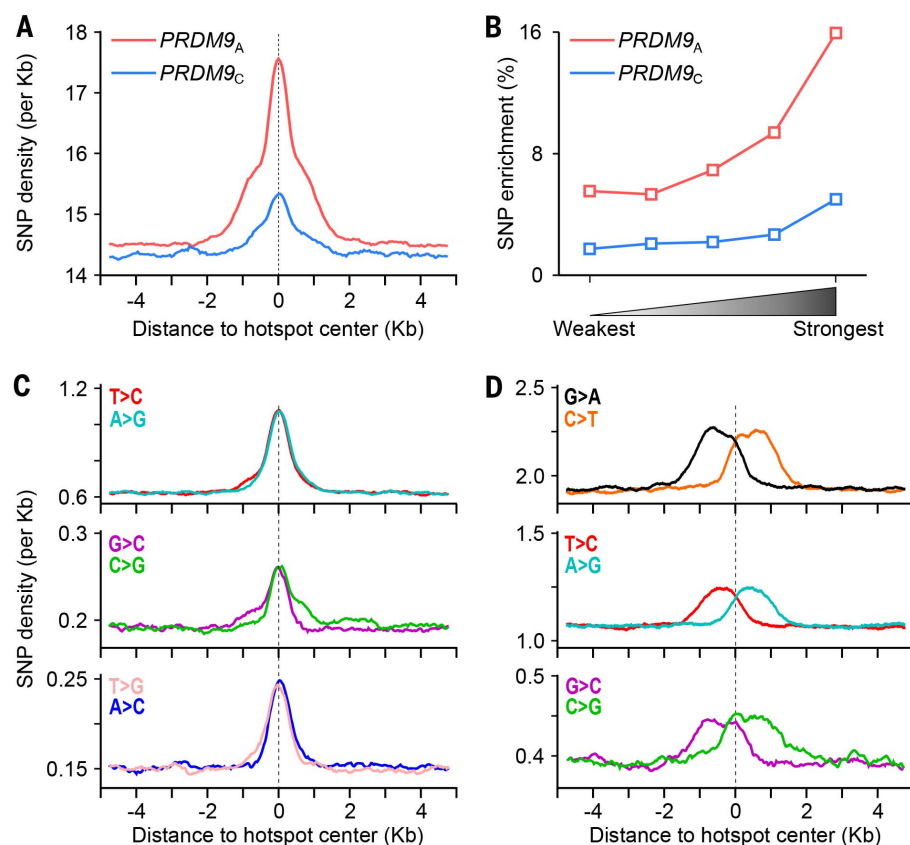 A
18
17
16
15
14
SNP density (per Kb)
PRDM9A
PRDM9C
-4 -2 0 2 4
Distance to hotspot center (Kb)
B
16
8
0
SNP enrichment (%)
PRDM9A
PRDM9C
Weakest Strongest
C
SNP density (per Kb)
1.2
0.6
T>C
A>G
0.3
0.2
G>C
C>G
0.25
0.15
T>G
A>C
-4 -2 0 2 4
Distance to hotspot center (Kb)
D
2.5
2.0
G>A
C>T
1.5
1.0
T>C
A>G
0.5
0.4
G>C
C>G
-4 -2 0 2 4
Distance to hotspot center (Kb)